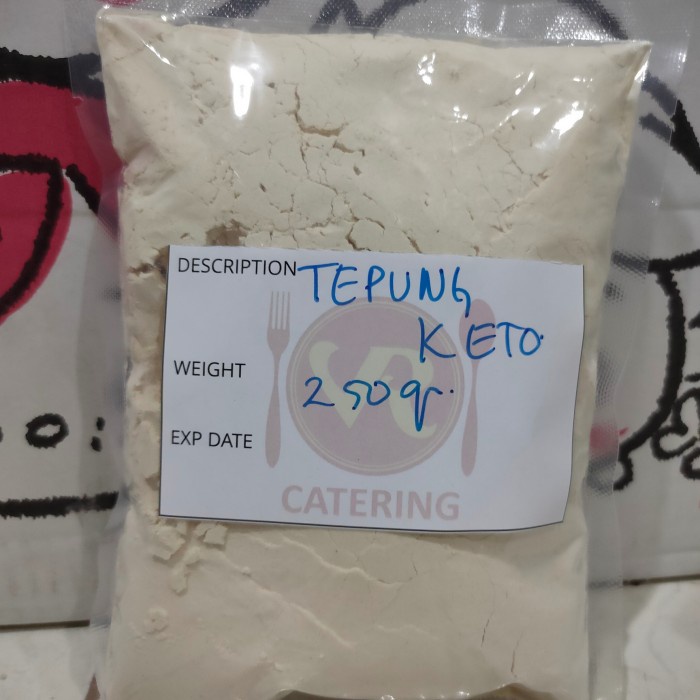 DESCRIPTION TEPUNG
KETO
WEIGHT 250gr.
EXP DATE
CATERING